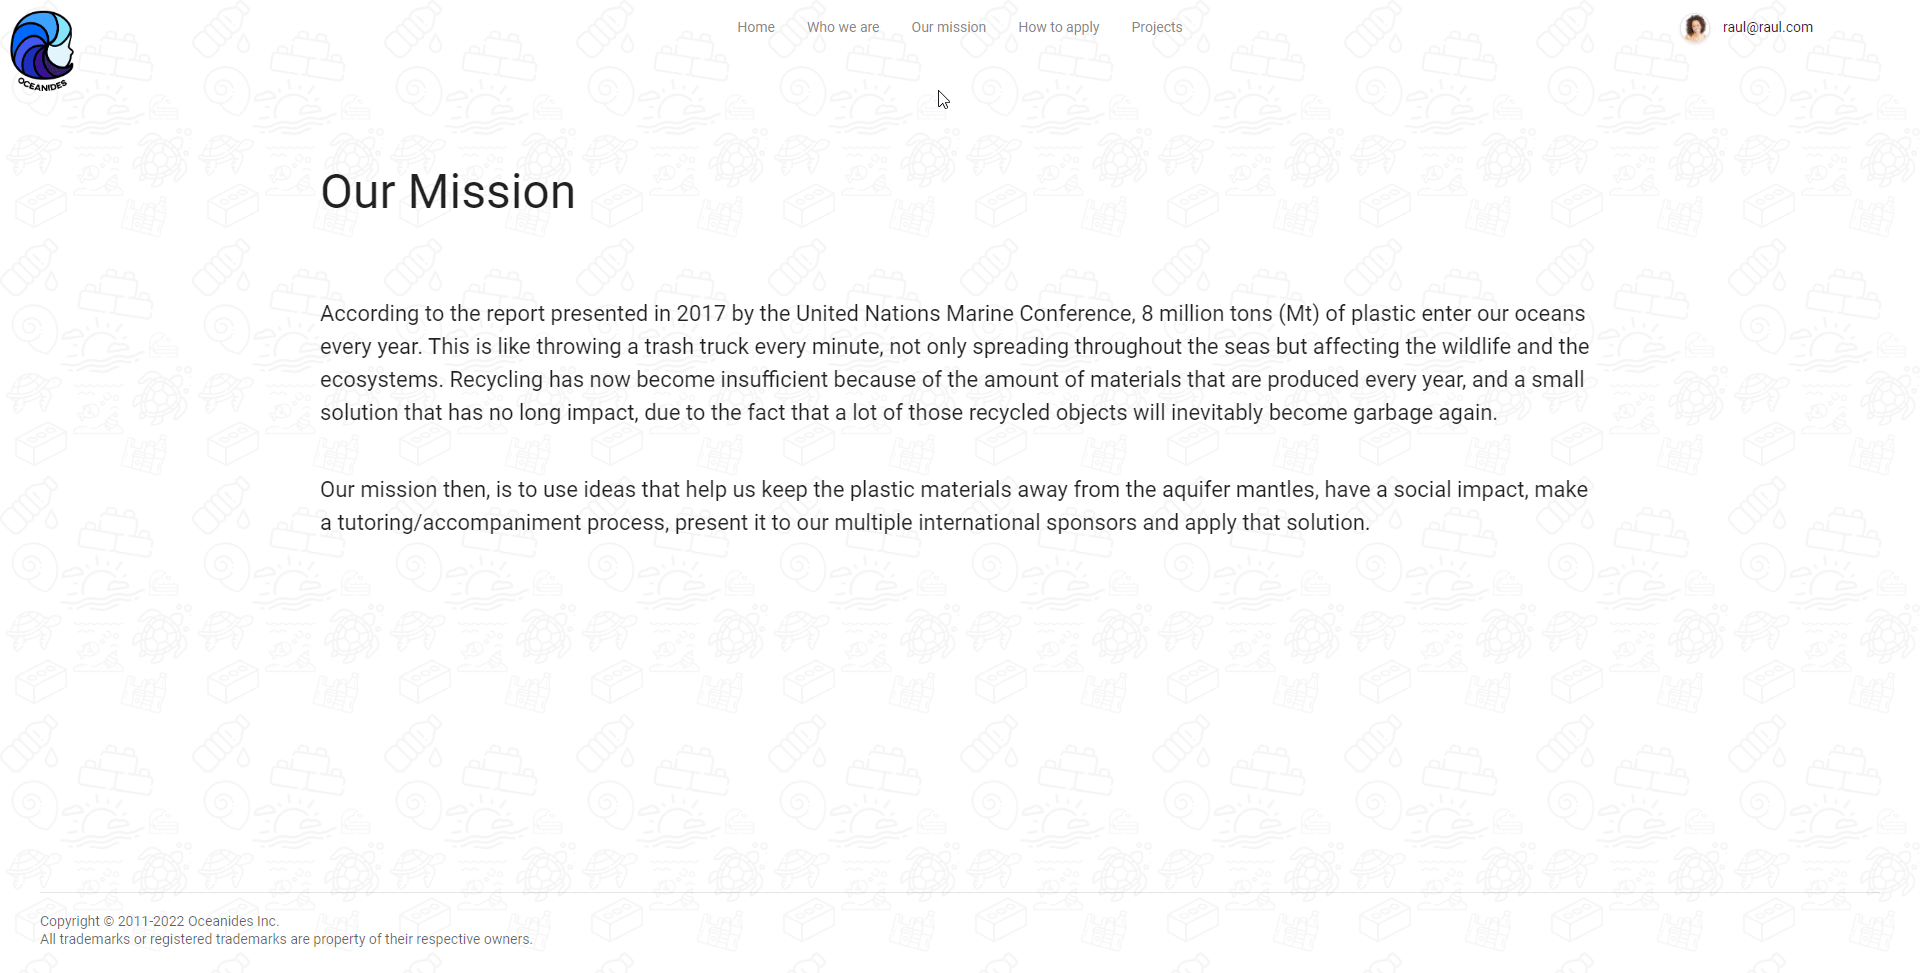 OCEANIDES
Home
Who we are
Our mission
How to apply
Projects
raul@raul.com
Our Mission
According to the report presented in 2017 by the United Nations Marine Conference, 8 million tons (Mt) of plastic enter our oceans
every year. This is like throwing a trash truck every minute, not only spreading throughout the seas but affecting the wildlife and the
ecosystems. Recycling has now become insufficient because of the amount of materials that are produced every year, and a small
solution that has no long impact, due to the fact that a lot of those recycled objects will inevitably become garbage again.
Our mission then, is to use ideas that help us keep the plastic materials away from the aquifer mantles, have a social impact, make
a tutoring/accompaniment process, present it to our multiple international sponsors and apply that solution.
Copyright © 2011-2022 Oceanides Inc.
All trademarks or registered trademarks are property of their respective owners.